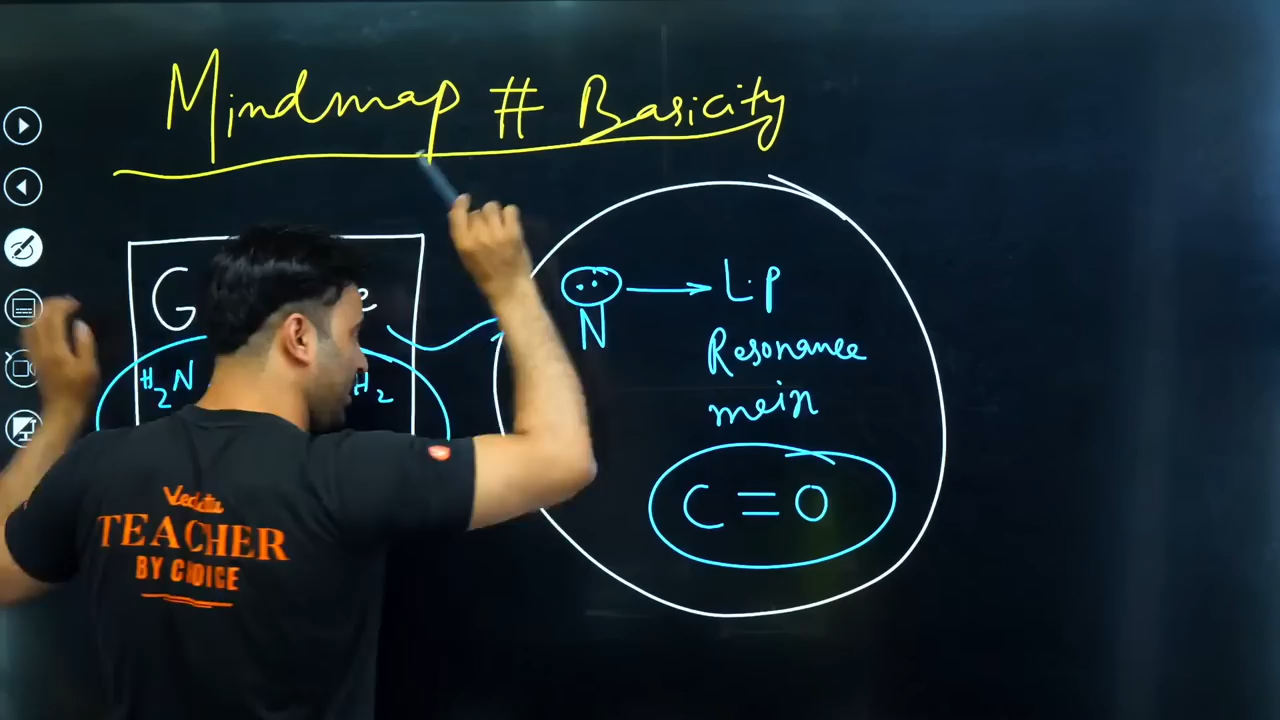 Mindmap # Basicity
G e
H2N H2
N
L.P
Resonance
mein
C = O
Vedantu
TEACHER
BY CHOICE